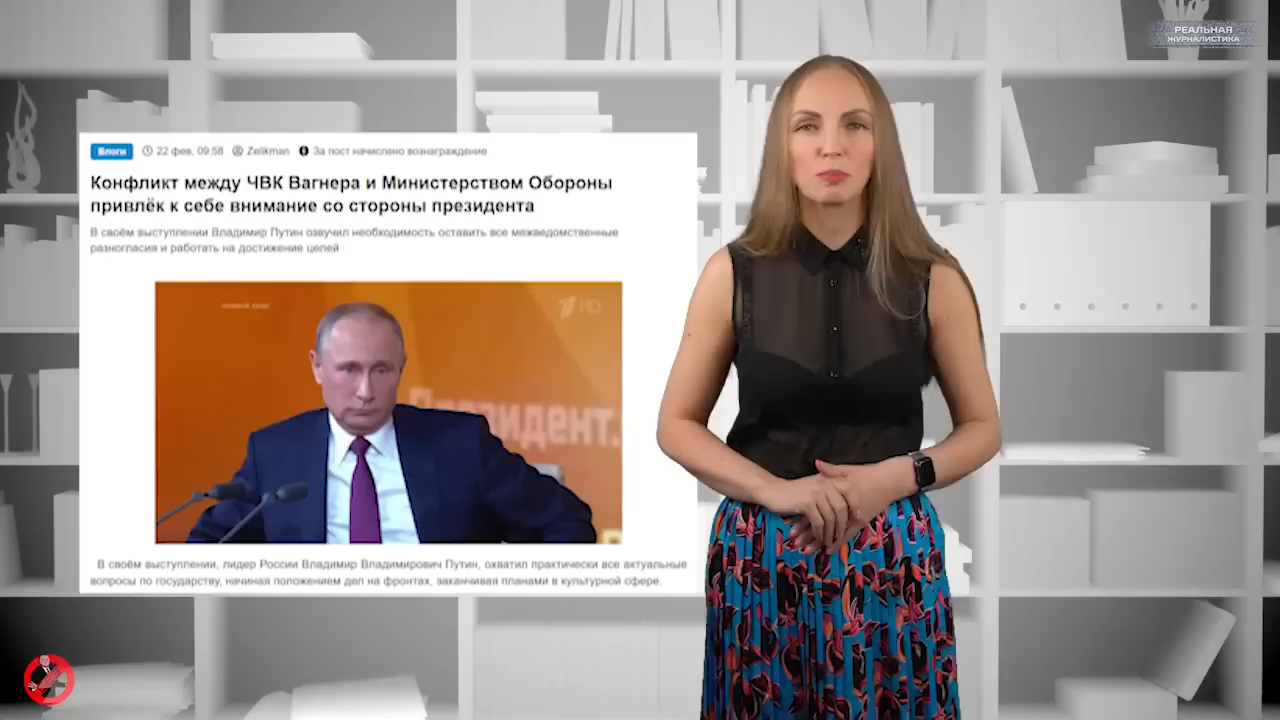 РЕАЛЬНАЯ
ЖУРНАЛИСТИКА
Блоги 22 фев, 09:58 Zelikman За пост начислено вознаграждение
Конфликт между ЧВК Вагнера и Министерством Обороны
привлёк к себе внимание со стороны президента
В своём выступлении Владимир Путин озвучил необходимость оставить все межведомственные
разногласия и работать на достижение целей
HD
Президент.
В своём выступлении, лидер России Владимир Владимирович Путин, охватил практически все актуальные
вопросы по государству, начиная положением дел на фронтах, заканчивая планами в культурной сфере.